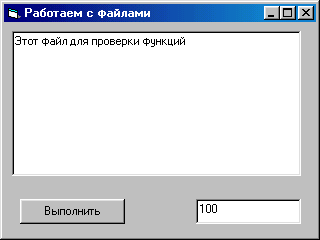 Работаем с файлами
Этот файл для проверки функций
Выполнить
100